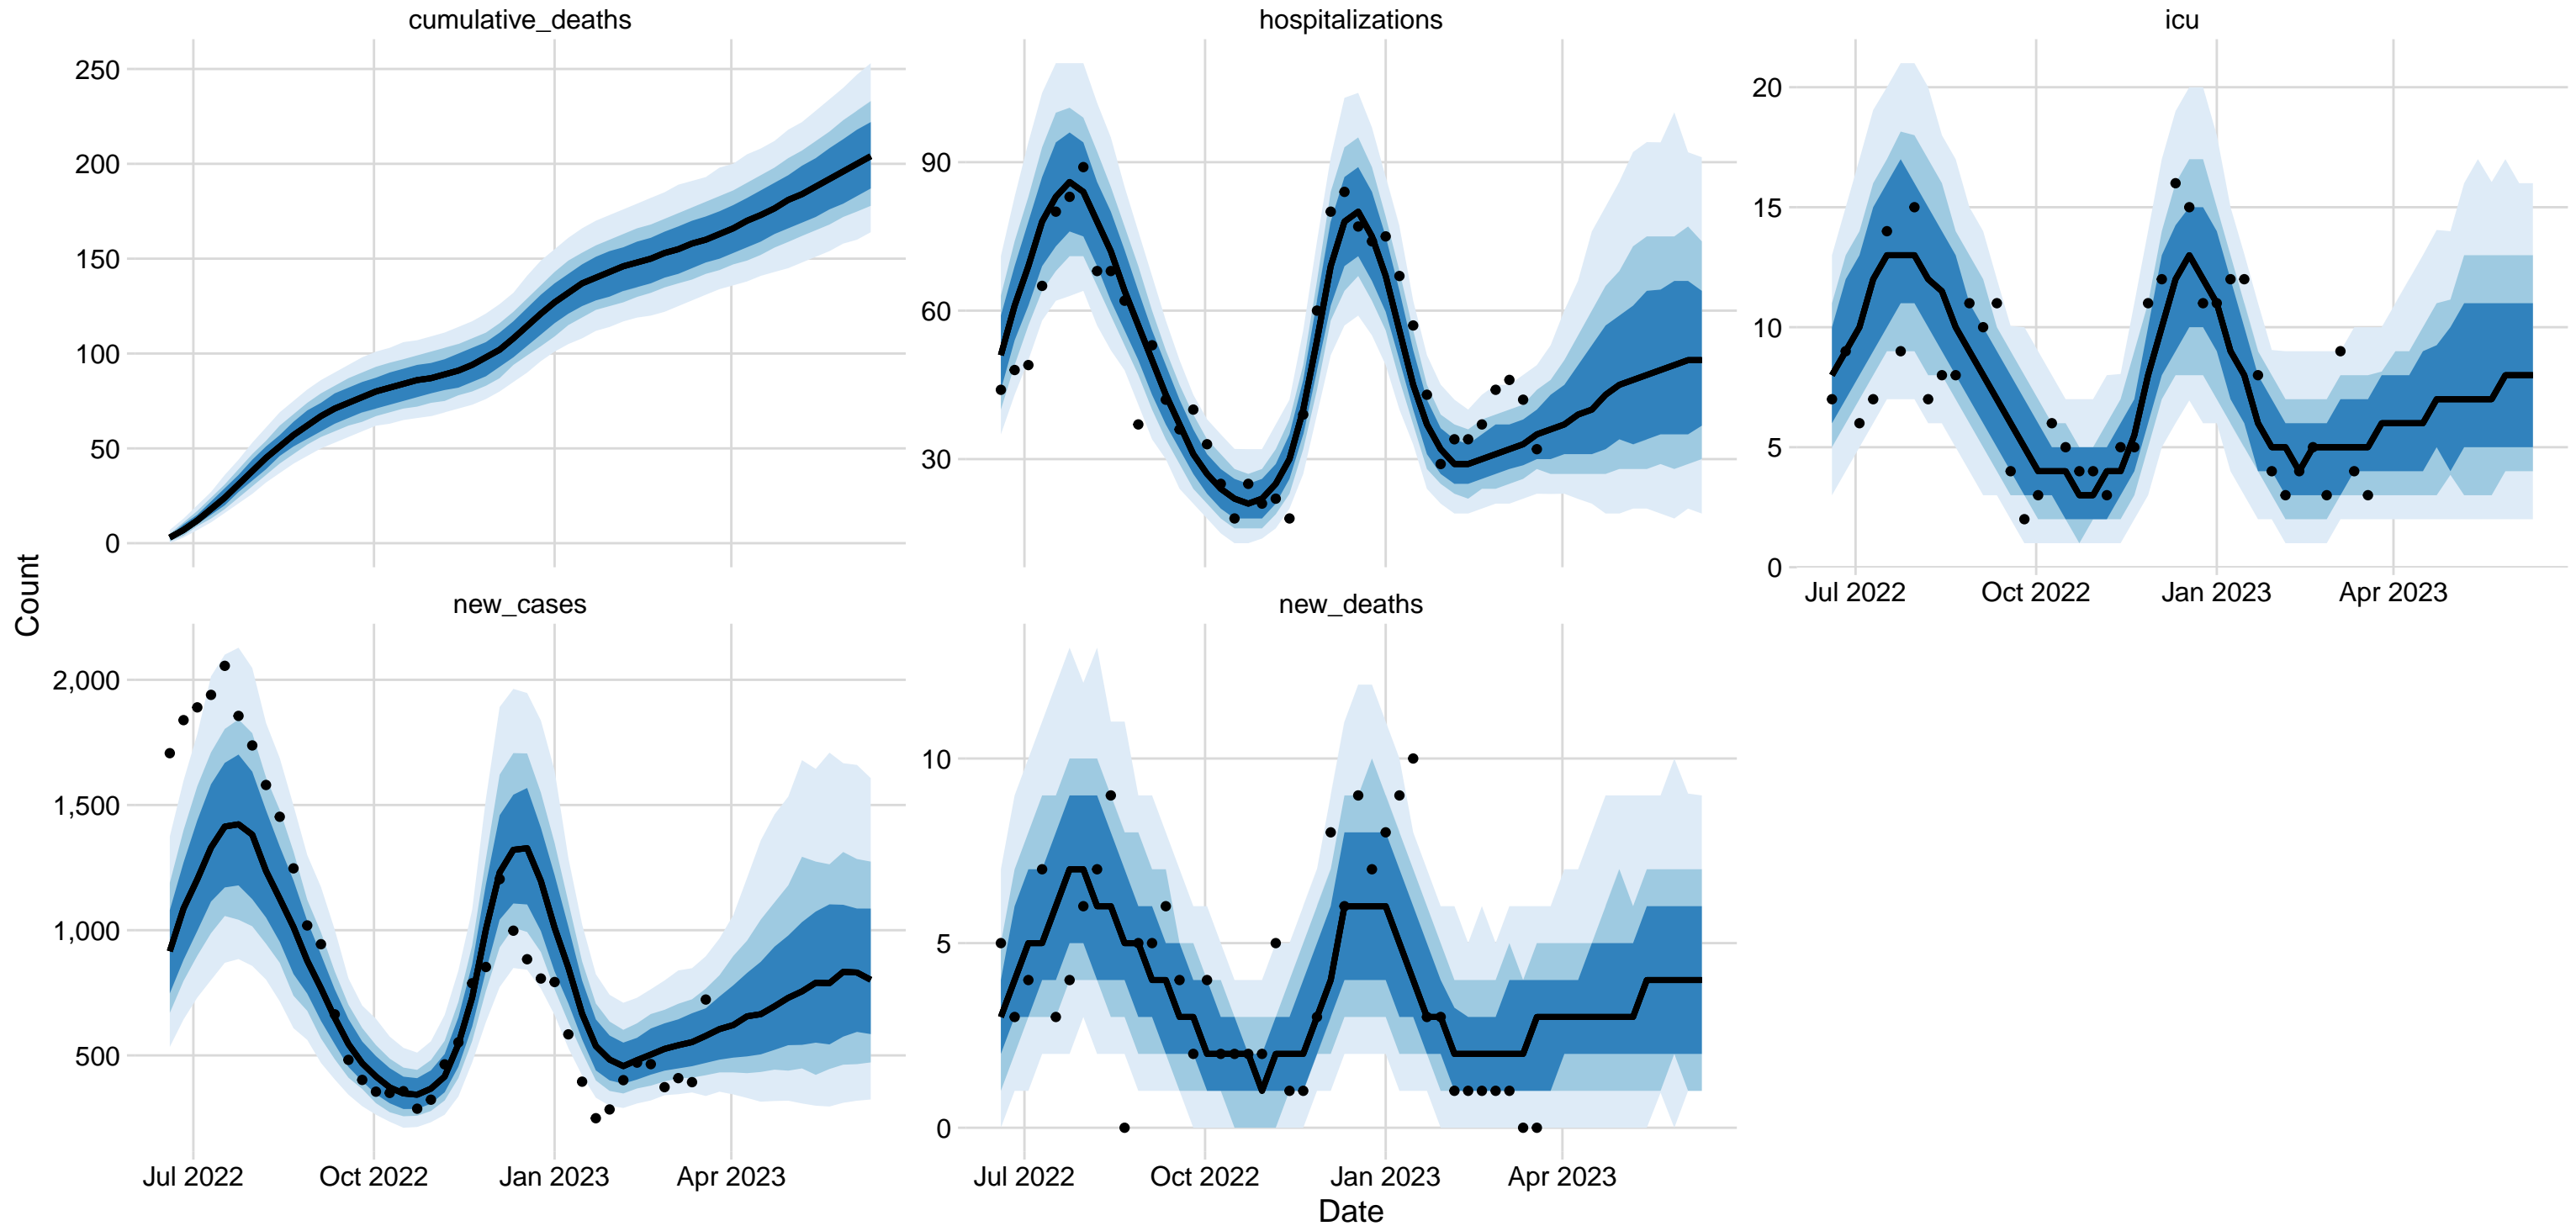 cumulative_deaths
hospitalizations
icu
250
200
150
100
50
0
90
60
30
20
15
10
5
0
Jul 2022 Oct 2022 Jan 2023 Apr 2023
Count
new_cases
new_deaths
2,000
1,500
1,000
500
10
5
0
Jul 2022 Oct 2022 Jan 2023 Apr 2023
Jul 2022 Oct 2022 Jan 2023 Apr 2023
Date